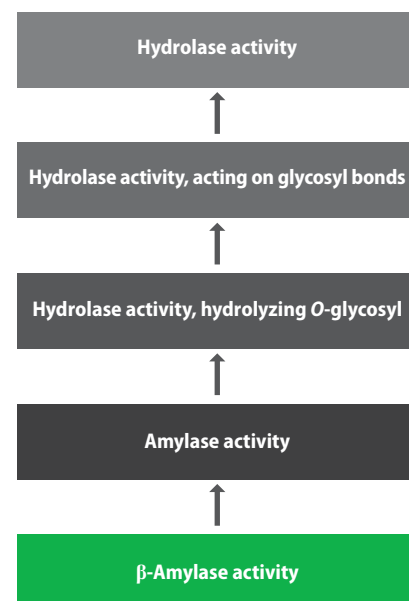 Hydrolase activity
Hydrolase activity, acting on glycosyl bonds
Hydrolase activity, hydrolyzing O-glycosyl
Amylase activity
β-Amylase activity